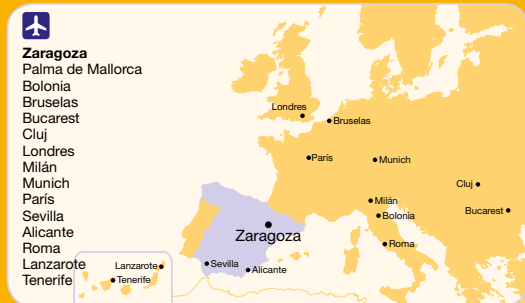 Zaragoza
Palma de Mallorca
Bolonia
Bruselas
Bucarest
Cluj
Londres
Milán
Munich
París
Sevilla
Alicante
Roma
Lanzarote
Tenerife
Londres
Bruselas
París
Munich
Cluj
Milán
Bucarest
Bolonia
Zaragoza
Roma
Sevilla
Alicante
Lanzarote
Tenerife